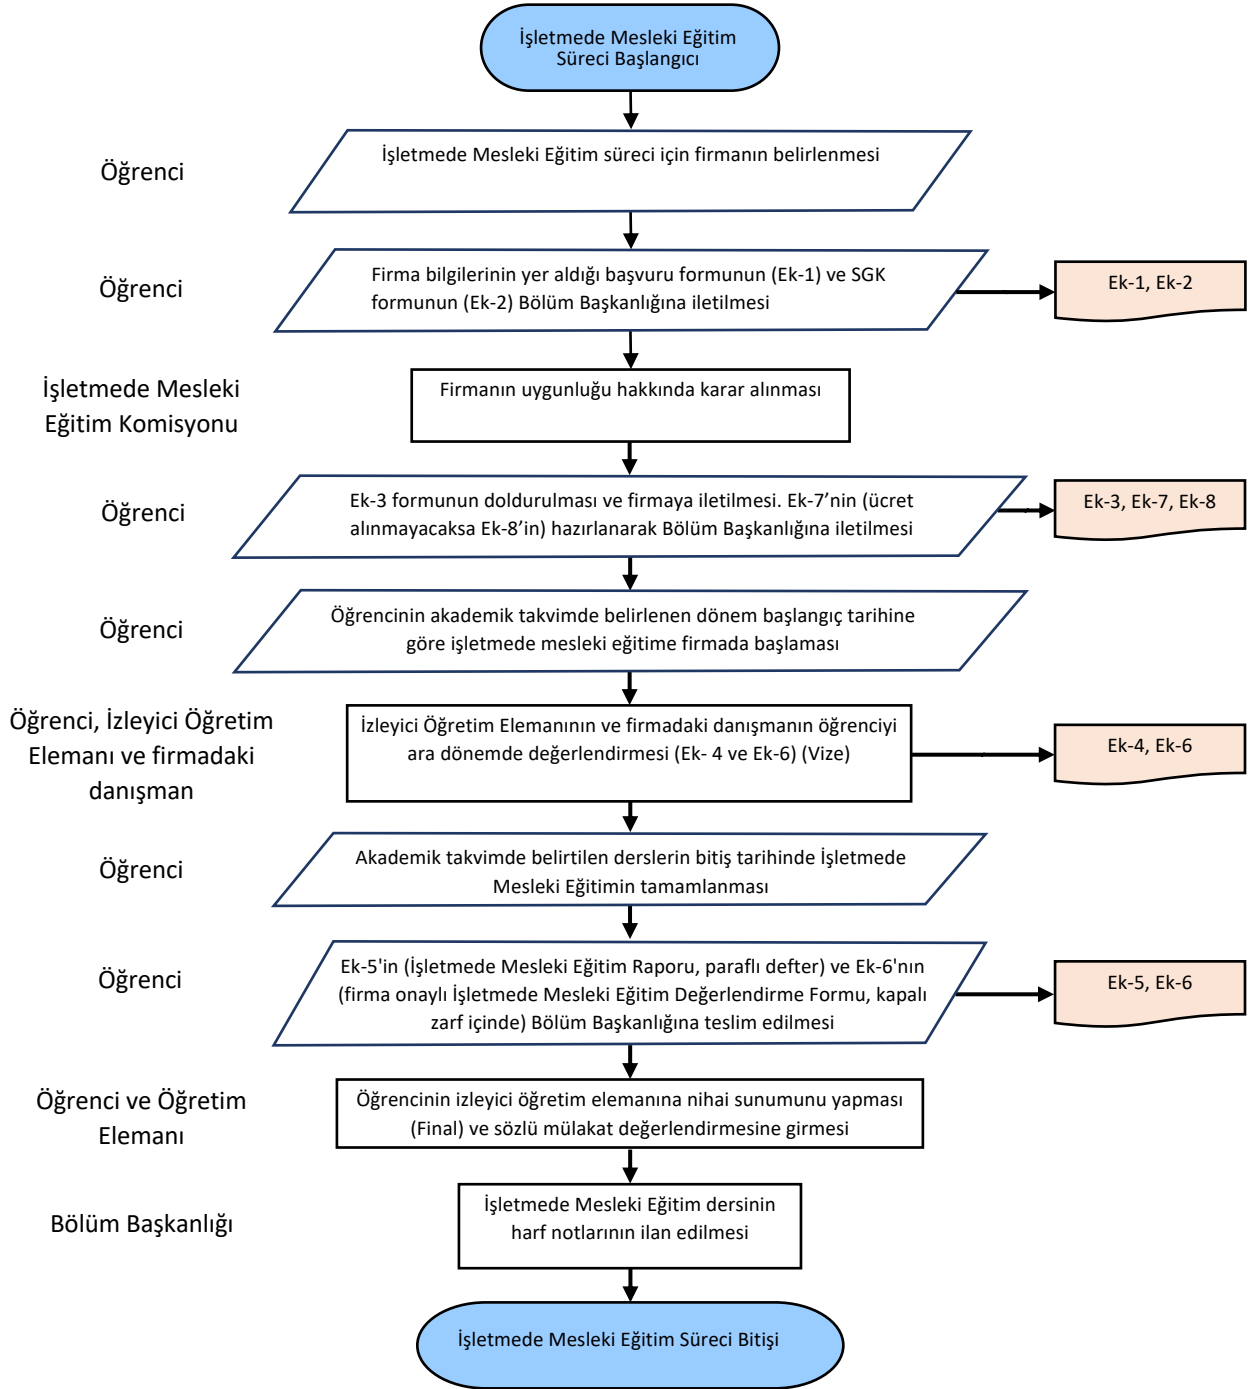 İşletmede Mesleki Eğitim
Süreci Başlangıcı
Öğrenci
İşletmede Mesleki Eğitim süreci için firmanın belirlenmesi
Öğrenci
Firma bilgilerinin yer aldığı başvuru formunun (Ek-1) ve SGK
formunun (Ek-2) Bölüm Başkanlığına iletilmesi
Ek-1, Ek-2
İşletmede Mesleki
Eğitim Komisyonu
Firmanın uygunluğu hakkında karar alınması
Öğrenci
Ek-3 formunun doldurulması ve firmaya iletilmesi. Ek-7’nin (ücret
alınmayacaksa Ek-8’in) hazırlanarak Bölüm Başkanlığına iletilmesi
Ek-3, Ek-7, Ek-8
Öğrenci
Öğrencinin akademik takvimde belirlenen dönem başlangıç tarihine
göre işletmede mesleki eğitime firmada başlaması
Öğrenci, İzleyici Öğretim
Elemanı ve firmadaki
danışman
İzleyici Öğretim Elemanının ve firmadaki danışmanın öğrenciyi
ara dönemde değerlendirmesi (Ek- 4 ve Ek-6) (Vize)
Ek-4, Ek-6
Öğrenci
Akademik takvimde belirtilen derslerin bitiş tarihinde İşletmede
Mesleki Eğitimin tamamlanması
Öğrenci
Ek-5'in (İşletmede Mesleki Eğitim Raporu, paraflı defter) ve Ek-6'nın
(firma onaylı İşletmede Mesleki Eğitim Değerlendirme Formu, kapalı
zarf içinde) Bölüm Başkanlığına teslim edilmesi
Ek-5, Ek-6
Öğrenci ve Öğretim
Elemanı
Öğrencinin izleyici öğretim elemanına nihai sunumunu yapması
(Final) ve sözlü mülakat değerlendirmesine girmesi
Bölüm Başkanlığı
İşletmede Mesleki Eğitim dersinin
harf notlarının ilan edilmesi
İşletmede Mesleki Eğitim Süreci Bitişi